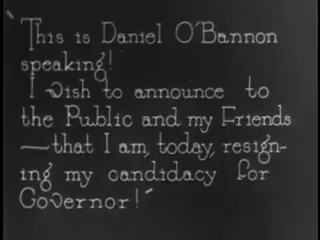 "This is Daniel O'Bannon
speaking!
I wish to announce to
the Public and my Friends
—that I am, today, resign-
ing my candidacy for
Governor!"